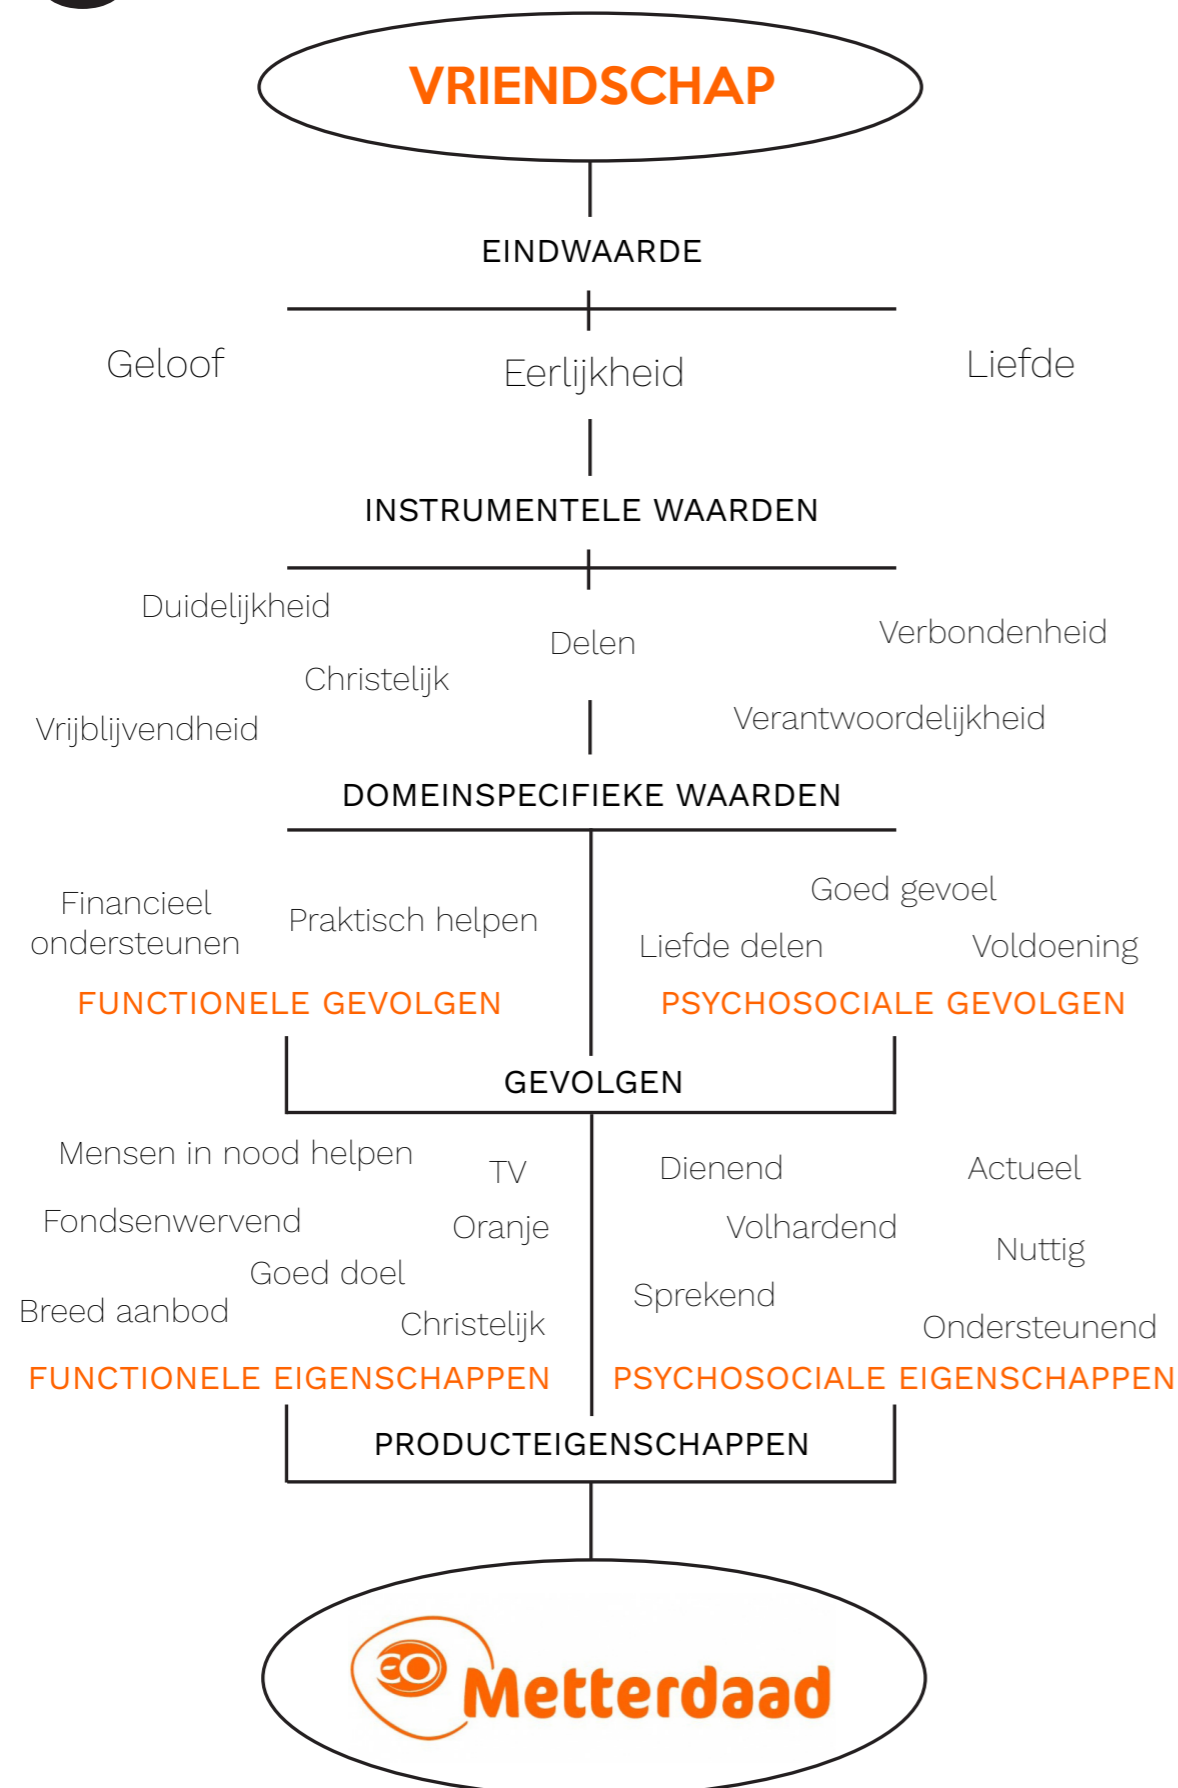 VRIENDSCHAP
EINDWAARDE
Geloof
Eerlijkheid
Liefde
INSTRUMENTELE WAARDEN
Duidelijkheid
Delen
Verbondenheid
Christelijk
Vrijblijvendheid
Verantwoordelijkheid
DOMEINSPECIFIEKE WAARDEN
Financieel
ondersteunen
Praktisch helpen
Goed gevoel
Liefde delen
Voldoening
FUNCTIONELE GEVOLGEN
PSYCHOSOCIALE GEVOLGEN
GEVOLGEN
Mensen in nood helpen
TV
Fondsenwervend
Oranje
Goed doel
Breed aanbod
Christelijk
Dienend
Actueel
Volhardend
Nuttig
Sprekend
Ondersteunend
FUNCTIONELE EIGENSCHAPPEN
PSYCHOSOCIALE EIGENSCHAPPEN
PRODUCTEIGENSCHAPPEN
EO Metterdaad